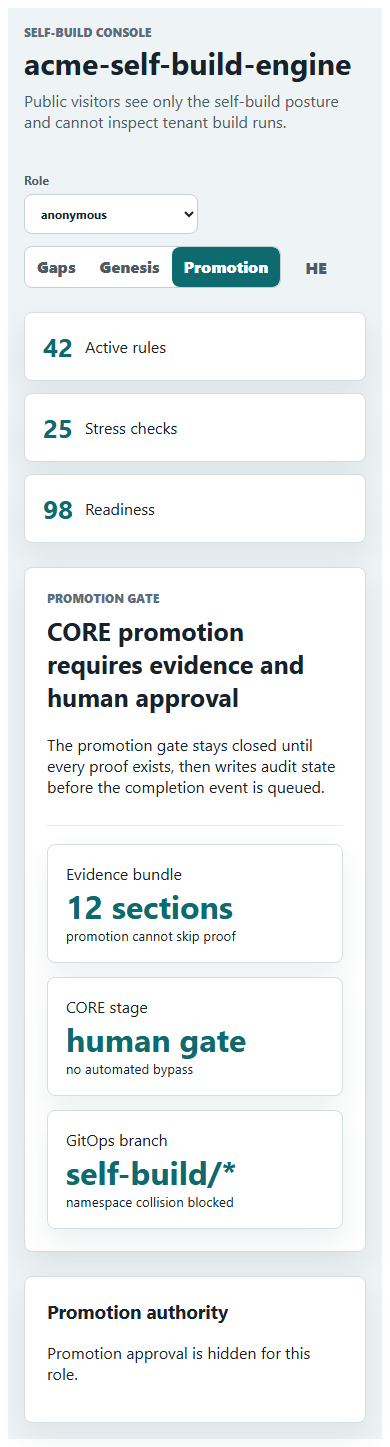 SELF-BUILD CONSOLE
acme-self-build-engine
Public visitors see only the self-build posture
and cannot inspect tenant build runs.
Role
anonymous
Gaps Genesis Promotion HE
42 Active rules
25 Stress checks
98 Readiness
PROMOTION GATE
CORE promotion
requires evidence and
human approval
The promotion gate stays closed until
every proof exists, then writes audit state
before the completion event is queued.
Evidence bundle
12 sections
promotion cannot skip proof
CORE stage
human gate
no automated bypass
GitOps branch
self-build/*
namespace collision blocked
Promotion authority
Promotion approval is hidden for this
role.